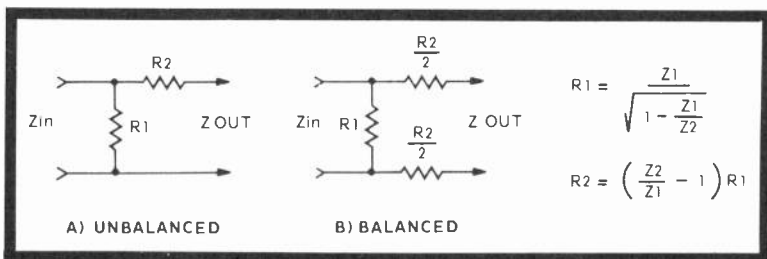 R2
Zin
R1
Z OUT
A) UNBALANCED
R2
2
Zin
R1
Z OUT
R2
2
B) BALANCED
R1 = Z1 / √(1 - Z1/Z2)
R2 = (Z2/Z1 - 1) R1